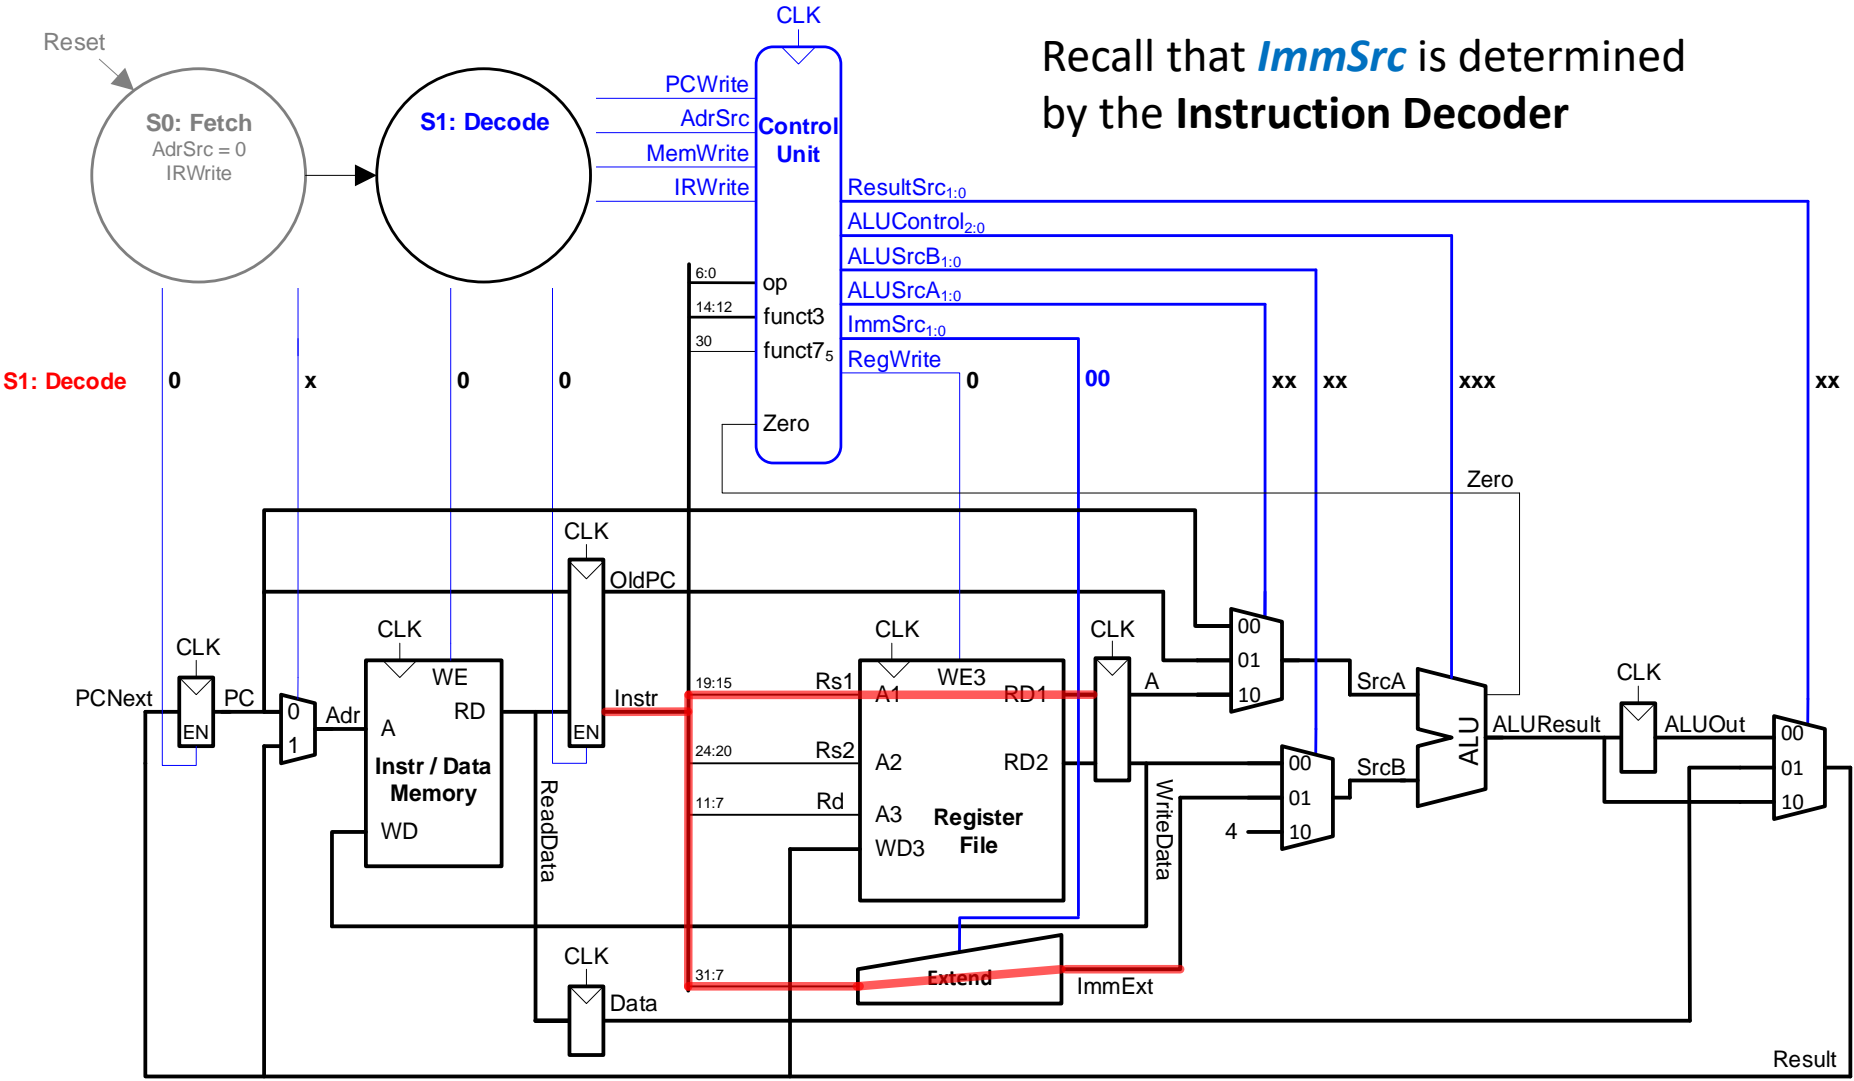 Recall that ImmSrc is determined
by the Instruction Decoder
Reset
S0: Fetch
AdrSrc = 0
IRWrite
S1: Decode
CLK
PCWrite
AdrSrc
MemWrite
IRWrite
Control
Unit
ResultSrc1:0
ALUControl2:0
ALUSrcB1:0
ALUSrcA1:0
ImmSrc1:0
RegWrite
6:0
op
14:12
funct3
30
funct75
Zero
S1: Decode
0
x
0
0
0
00
xx
xx
xxx
xx
Zero
CLK
OldPC
CLK
CLK
CLK
CLK
CLK
PCNext
EN
PC
0
1
Adr
WE
A
RD
Instr / Data
Memory
WD
EN
Instr
ReadData
19:15
Rs1
A1
WE3
RD1
24:20
Rs2
A2
RD2
11:7
Rd
A3
WD3
Register
File
A
WriteData
00
01
10
SrcA
00
01
10
4
SrcB
ALU
ALUResult
ALUOut
00
01
10
31:7
Extend
ImmExt
CLK
Data
Result